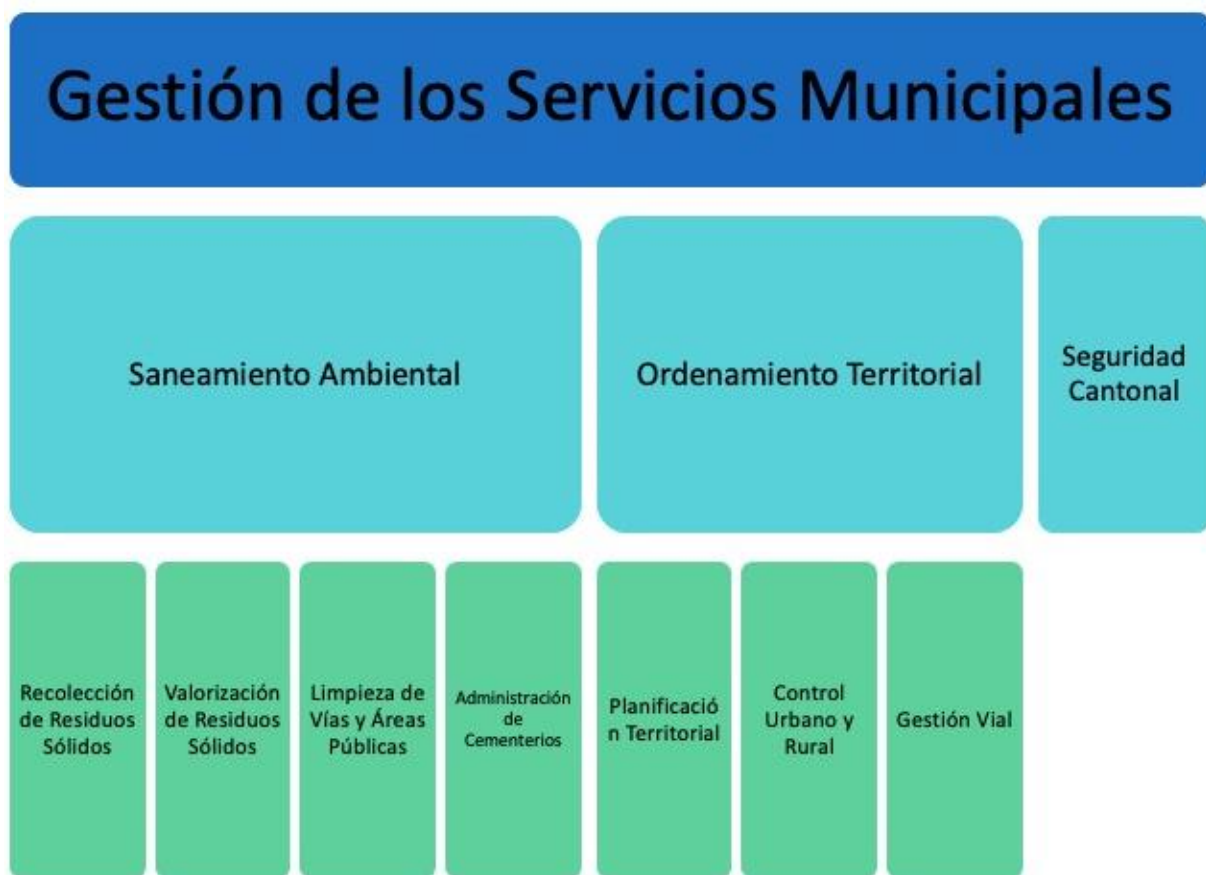 Gestión de los Servicios Municipales
Saneamiento Ambiental
Ordenamiento Territorial
Seguridad
Cantonal
Recolección
de Residuos
Sólidos
Valorización
de Residuos
Sólidos
Limpieza de
Vías y Áreas
Públicas
Administración
de
Cementerios
Planificació
n Territorial
Control
Urbano y
Rural
Gestión Vial